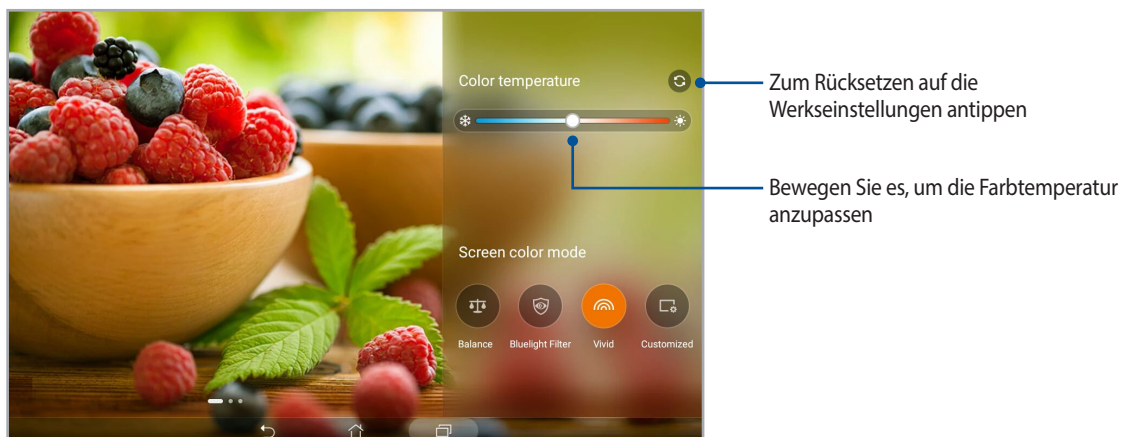 Color temperature
Zum Rücksetzen auf die
Werkseinstellungen antippen
Bewegen Sie es, um die Farbtemperatur
anzupassen
Screen color mode
Balance
Bluelight Filter
Vivid
Customized